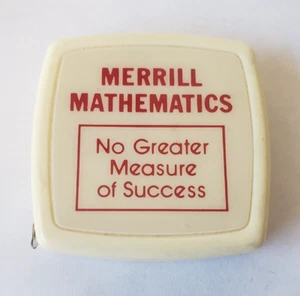 MERRILL
MATHEMATICS
No Greater
Measure
of Success